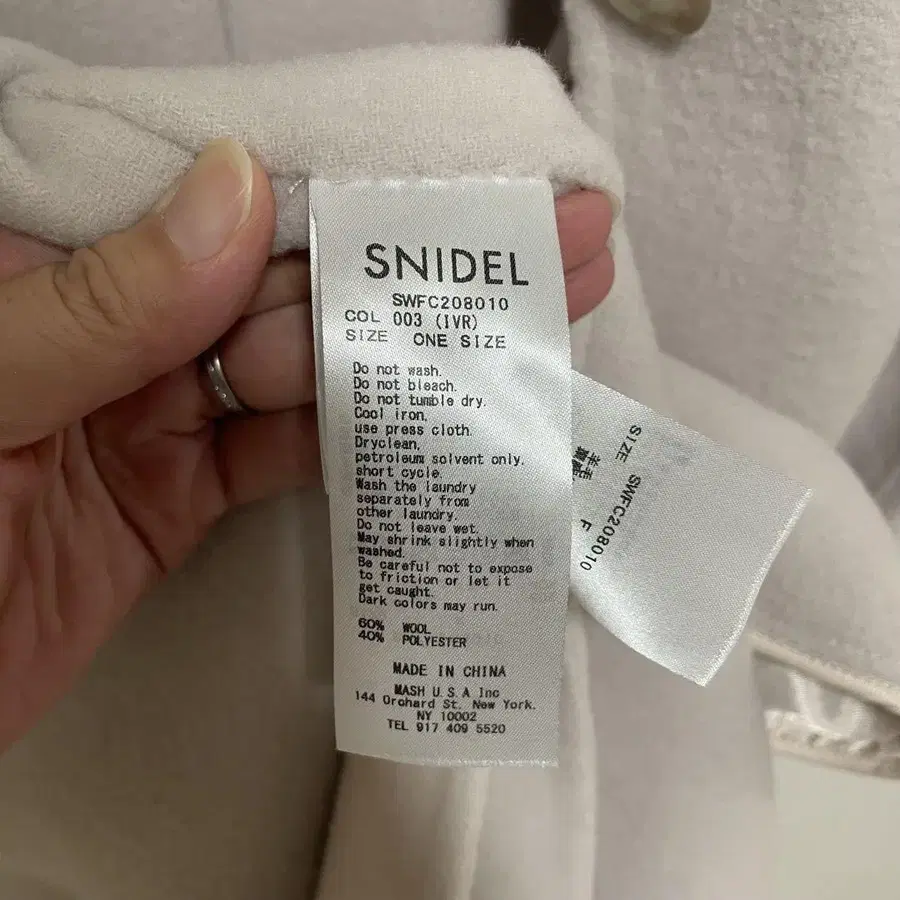 SNIDEL
SWFC208010
COL 003 (IVR)
SIZE ONE SIZE
Do not wash.
Do not bleach.
Do not tumble dry.
Cool iron,
use press cloth.
Dryclean,
petroleum solvent only.
short cycle.
Wash the laundry
separately from
other laundry.
Do not leave wet.
May shrink slightly when
washed.
Be careful not to expose
to friction or let it
get caught.
Dark colors may run.
60% WOOL
40% POLYESTER
MADE IN CHINA
MASH U.S.A Inc
144 Orchard St. New York.
NY 10002
TEL 917 409 5520
SWFC208010
SIZE F